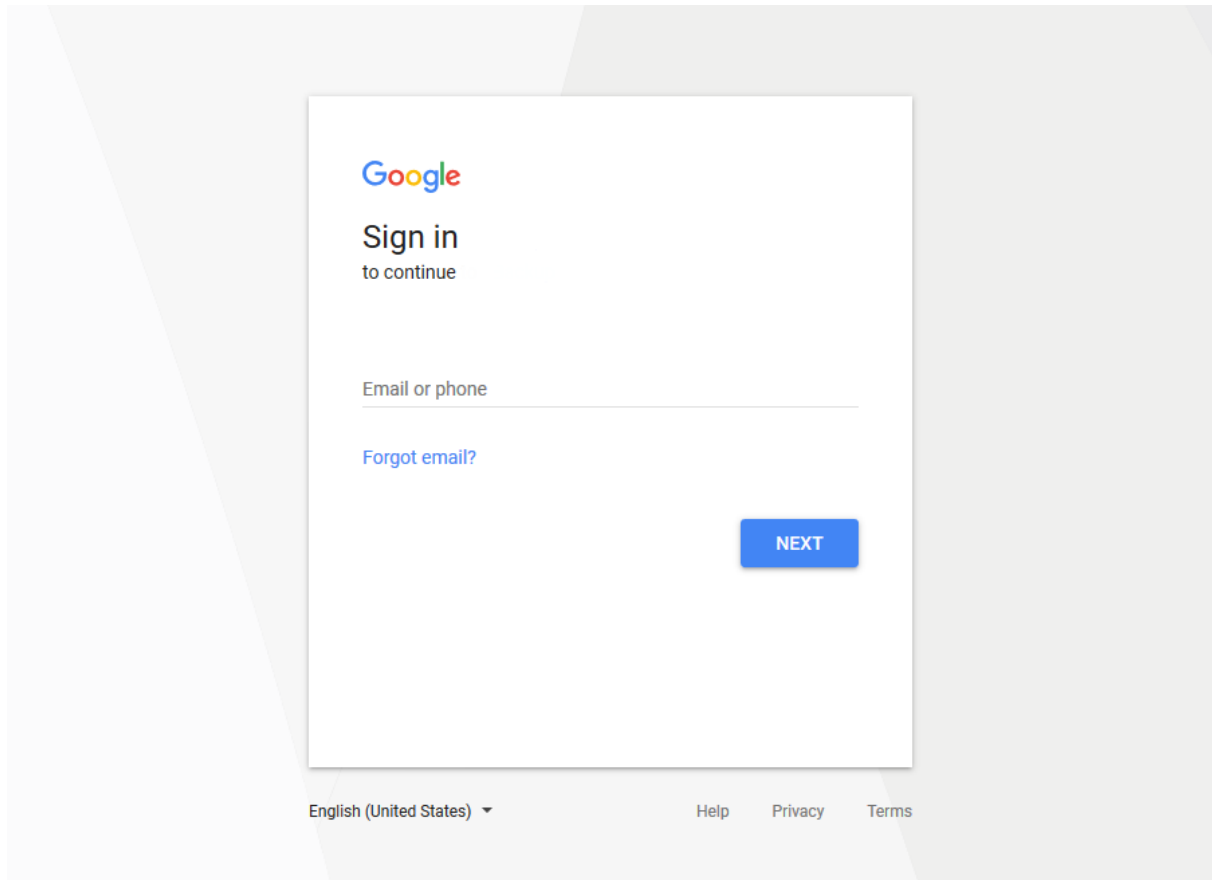 Google
Sign in
to continue
Email or phone
Forgot email?
NEXT
English (United States)
Help Privacy Terms